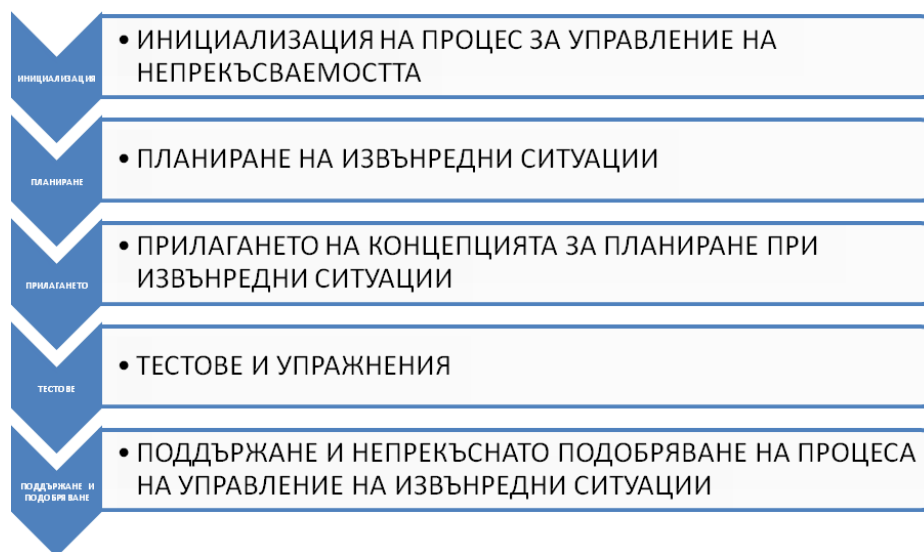 ИНИЦИАЛИЗАЦИЯ
• ИНИЦИАЛИЗАЦИЯ НА ПРОЦЕС ЗА УПРАВЛЕНИЕ НА
НЕПРЕКЪСВАЕМОСТТА
ПЛАНИРАНЕ
• ПЛАНИРАНЕ НА ИЗВЪНРЕДНИ СИТУАЦИИ
ПРИЛАГАНЕТО
• ПРИЛАГАНЕТО НА КОНЦЕПЦИЯТА ЗА ПЛАНИРАНЕ ПРИ
ИЗВЪНРЕДНИ СИТУАЦИИ
ТЕСТОВЕ
• ТЕСТОВЕ И УПРАЖНЕНИЯ
ПОДДЪРЖАНЕ И
ПОДОБРЯВАНЕ
• ПОДДЪРЖАНЕ И НЕПРЕКЪСНАТО ПОДОБРЯВАНЕ НА ПРОЦЕСА
НА УПРАВЛЕНИЕ НА ИЗВЪНРЕДНИ СИТУАЦИИ